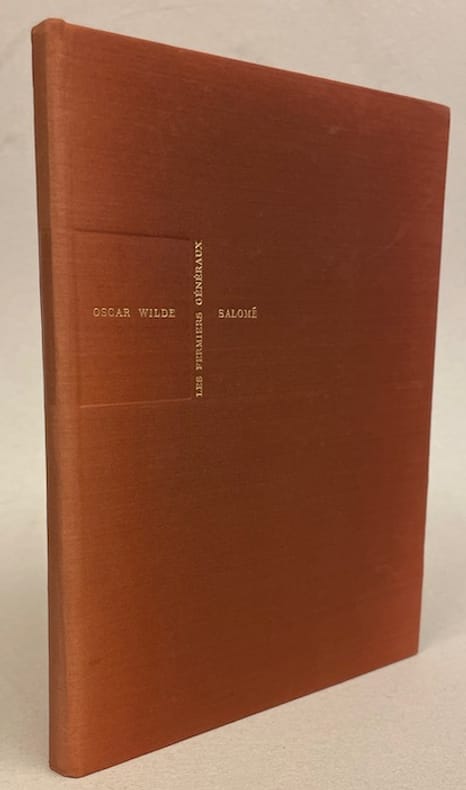 OSCAR WILDE
LES FERMIERS GÉNÉRAUX
SALOMÉ